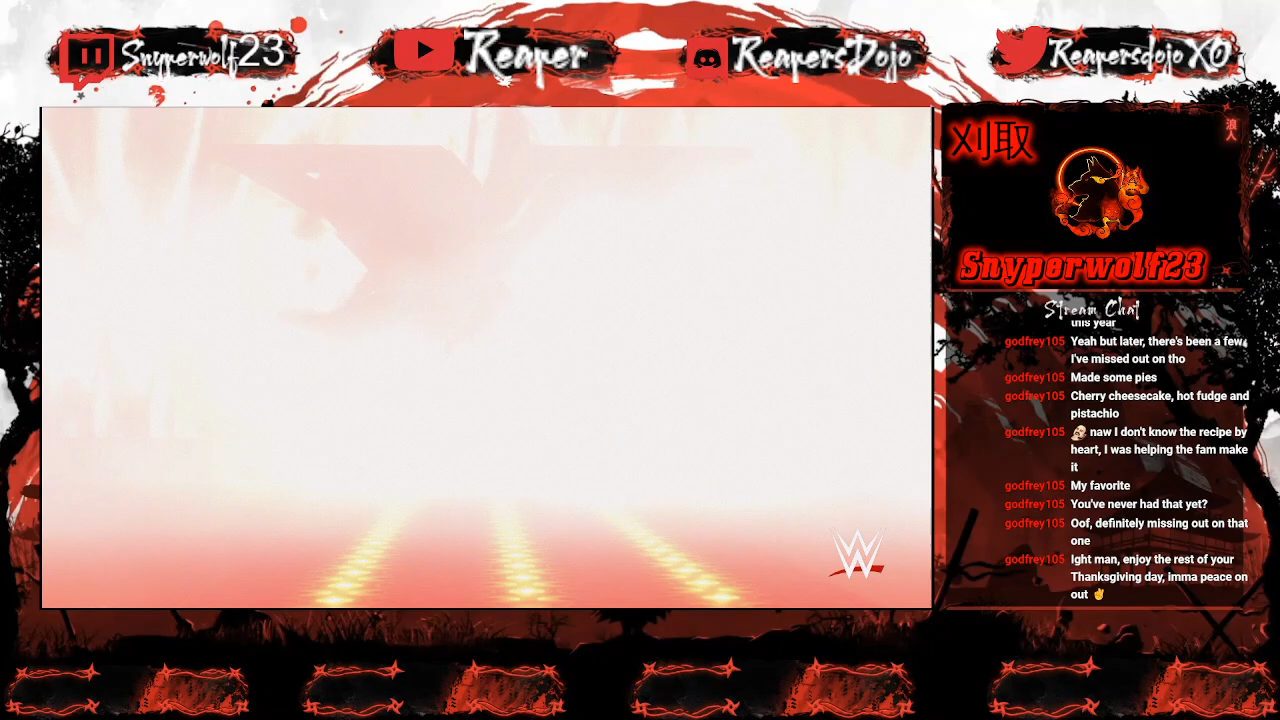 Snyperwolf23
Reaper
ReapersDojo
ReapersdojoXO
刈取
浪人
Snyperwolf23
Stream Chat
this year
godfrey105 Yeah but later, there's been a few,
I've missed out on tho
godfrey105 Made some pies
godfrey105 Cherry cheesecake, hot fudge and
pistachio
godfrey105 naw I don't know the recipe by
heart, I was helping the fam make
it
godfrey105 My favorite
godfrey105 You've never had that yet?
godfrey105 Oof, definitely missing out on that
one
godfrey105 Ight man, enjoy the rest of your
Thanksgiving day, imma peace on
out ✌
W